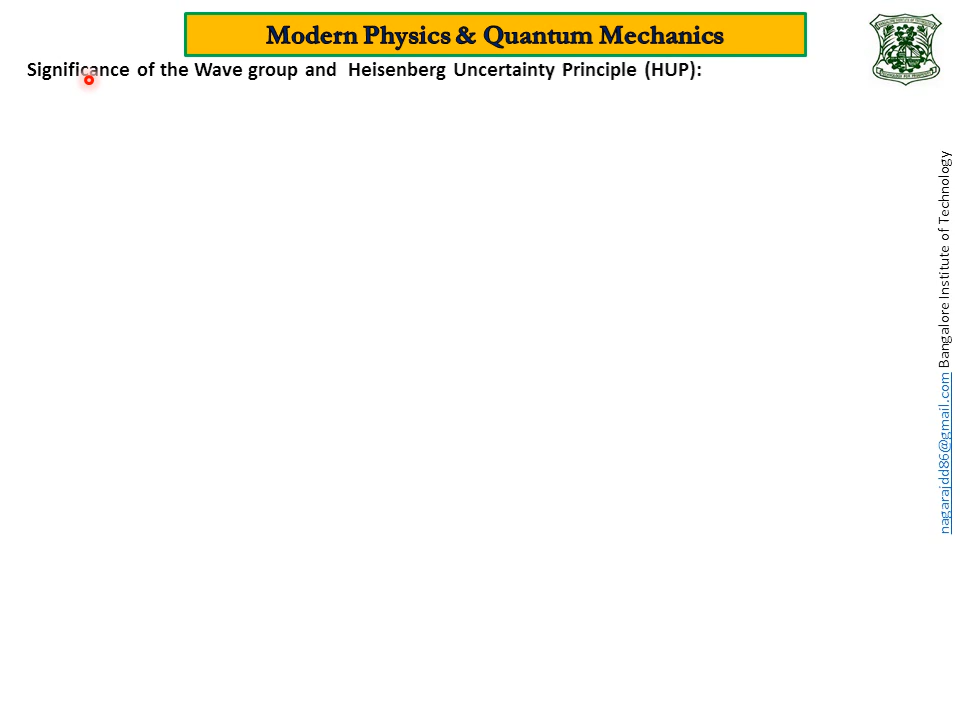 Modern Physics & Quantum Mechanics
Significance of the Wave group and Heisenberg Uncertainty Principle (HUP):
nagarajdd86@gmail.com Bangalore Institute of Technology